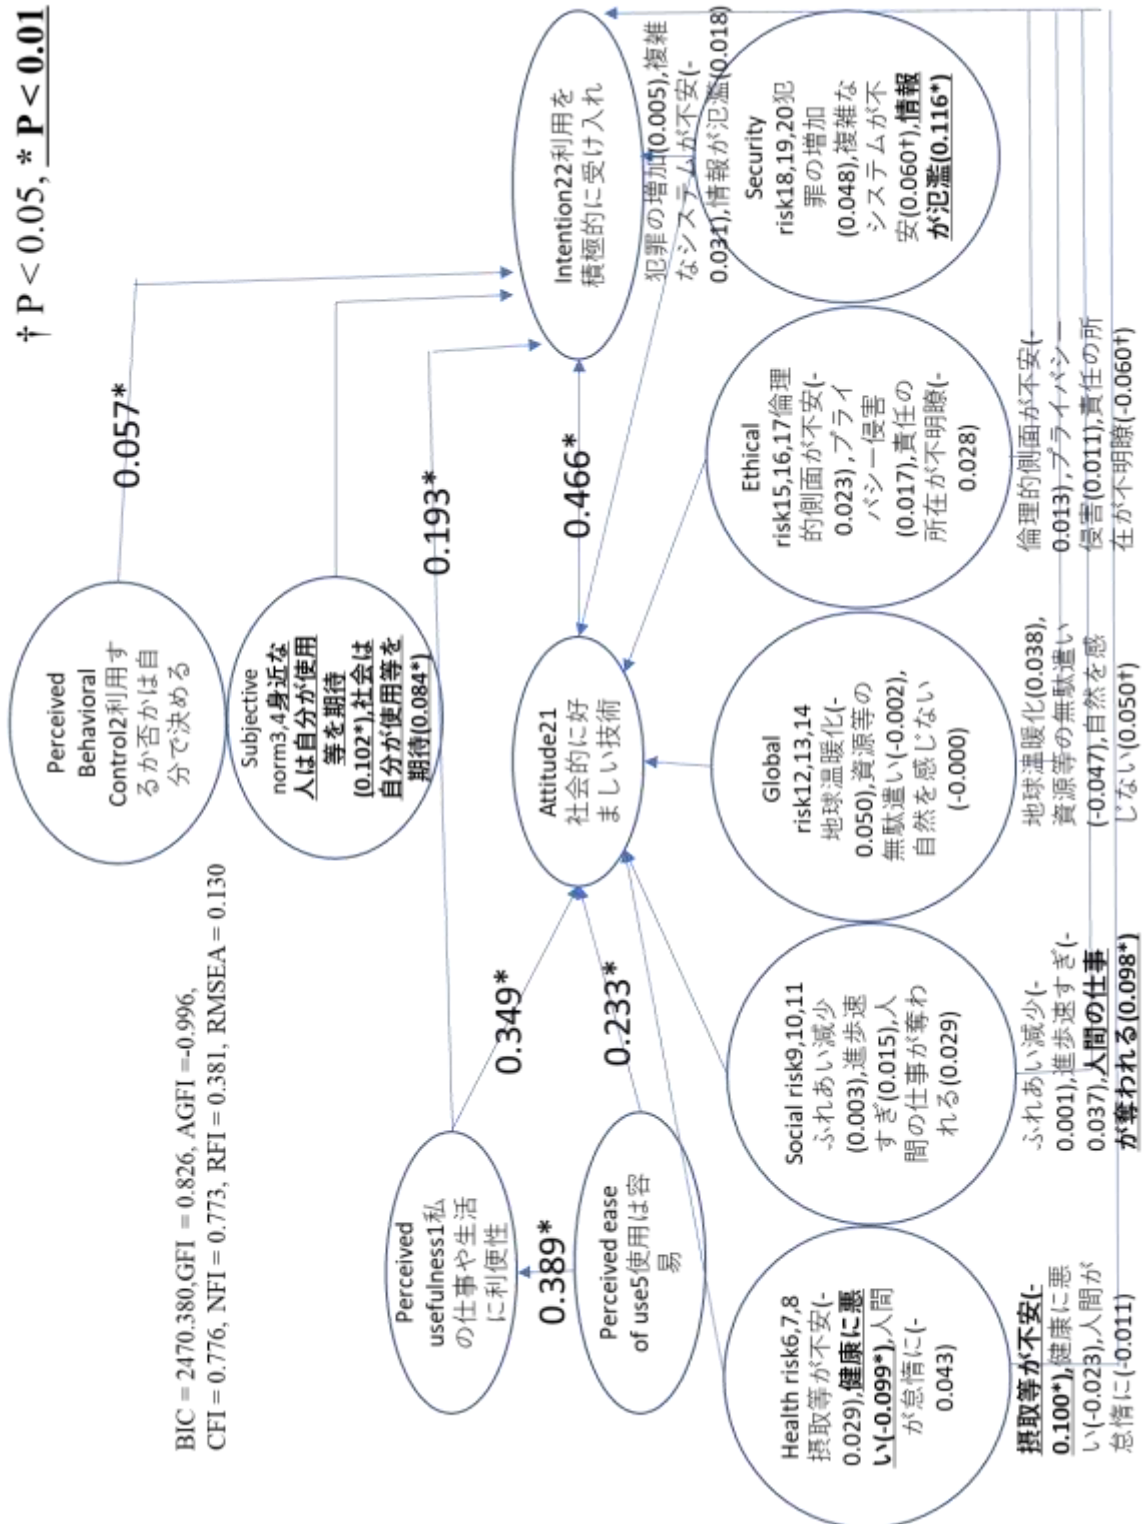 † P < 0.05, * P < 0.01
BIC = 2470.380,GFI = 0.826, AGFI =-0.996,
CFI = 0.776, NFI = 0.773, RFI = 0.381, RMSEA = 0.130
Perceived
Behavioral
Control2利用す
るか否かは自
分で決める
0.057*
Subjective
norm3,4身近な
人は自分が使用
等を期待
(0.102*),社会は
自分が使用等を
期待(0.084*)
Perceived
usefulness1私
の仕事や生活
に利便性
0.193*
0.349*
0.389*
Perceived ease
of use5使用は容
易
0.233*
Attitude21
社会的に好
ましい技術
0.466*
Intention22利用を
積極的に受け入れ
犯罪の増加(0.005),複雑
なシステムが不安(-
0.031),情報が氾濫(0.018)
Health risk6,7,8
摂取等が不安(-
0.029),健康に悪
い(-0.099*),人間
が怠惰に(-
0.043)
Social risk9,10,11
ふれあい減少
(0.003),進歩速
すぎ(0.015),人
間の仕事が奪わ
れる(0.029)
Global
risk12,13,14
地球温暖化(-
0.050),資源等の
無駄遣い(-0.002),
自然を感じない
(-0.000)
Ethical
risk15,16,17倫理
的側面が不安(-
0.023) ,プライ
バシー侵害
(0.017),責任の
所在が不明瞭(-
0.028)
Security
risk18,19,20犯
罪の増加
(0.048),複雑な
システムが不
安(0.060†),情報
が氾濫(0.116*)
摂取等が不安(-
0.100*),健康に悪
い(-0.023),人間が
怠惰に(-0.011)
ふれあい減少(-
0.001),進歩速すぎ(-
0.037),人間の仕事
が奪われる(0.098*)
地球温暖化(0.038),
資源等の無駄遣い
(-0.047),自然を感
じない(0.050†)
倫理的側面が不安(-
0.013) ,プライバシー
侵害(0.011),責任の所
在が不明瞭(-0.060†)